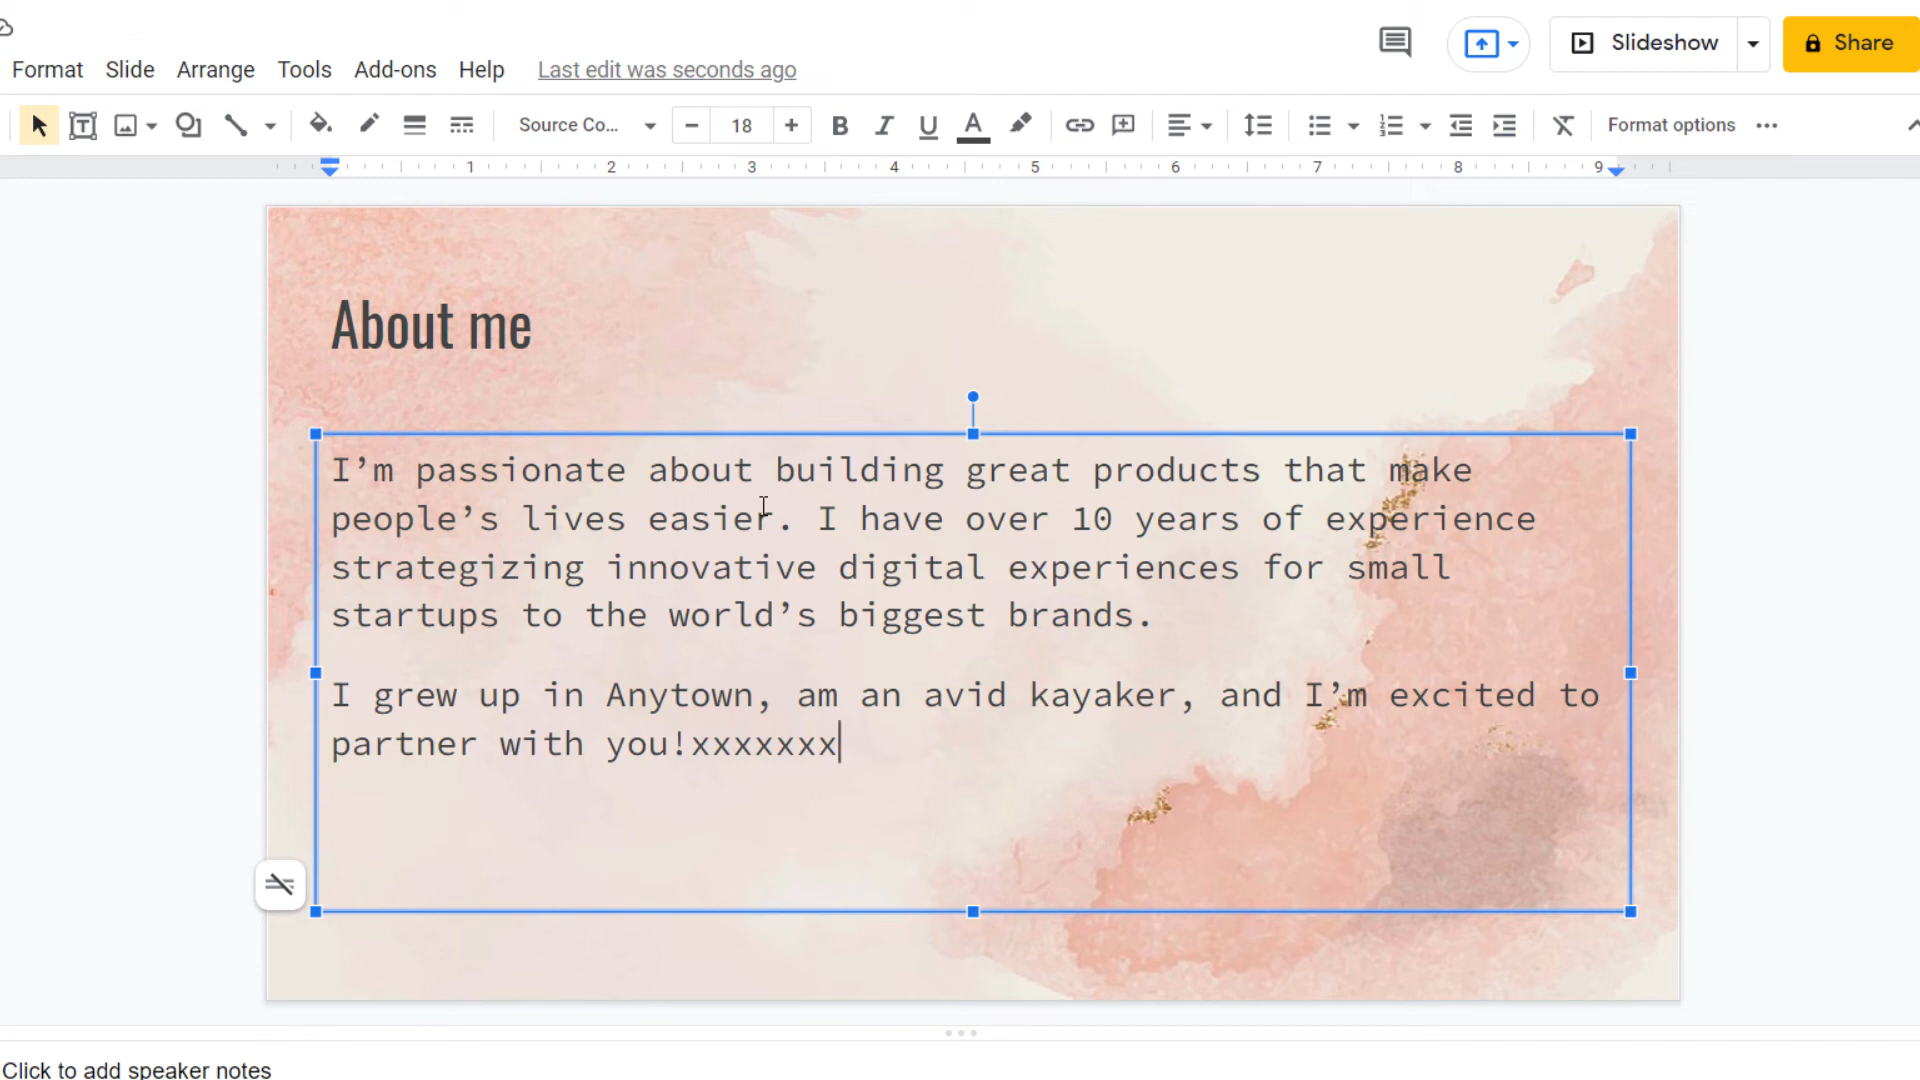 Format Slide Arrange Tools Add-ons Help Last edit was seconds ago Slideshow Share
Source Co... 18 Format options
1 2 3 4 5 6 7 8 9
About me
I’m passionate about building great products that make
people’s lives easier. I have over 10 years of experience
strategizing innovative digital experiences for small
startups to the world’s biggest brands.
I grew up in Anytown, am an avid kayaker, and I’m excited to
partner with you!xxxxxxx
Click to add speaker notes